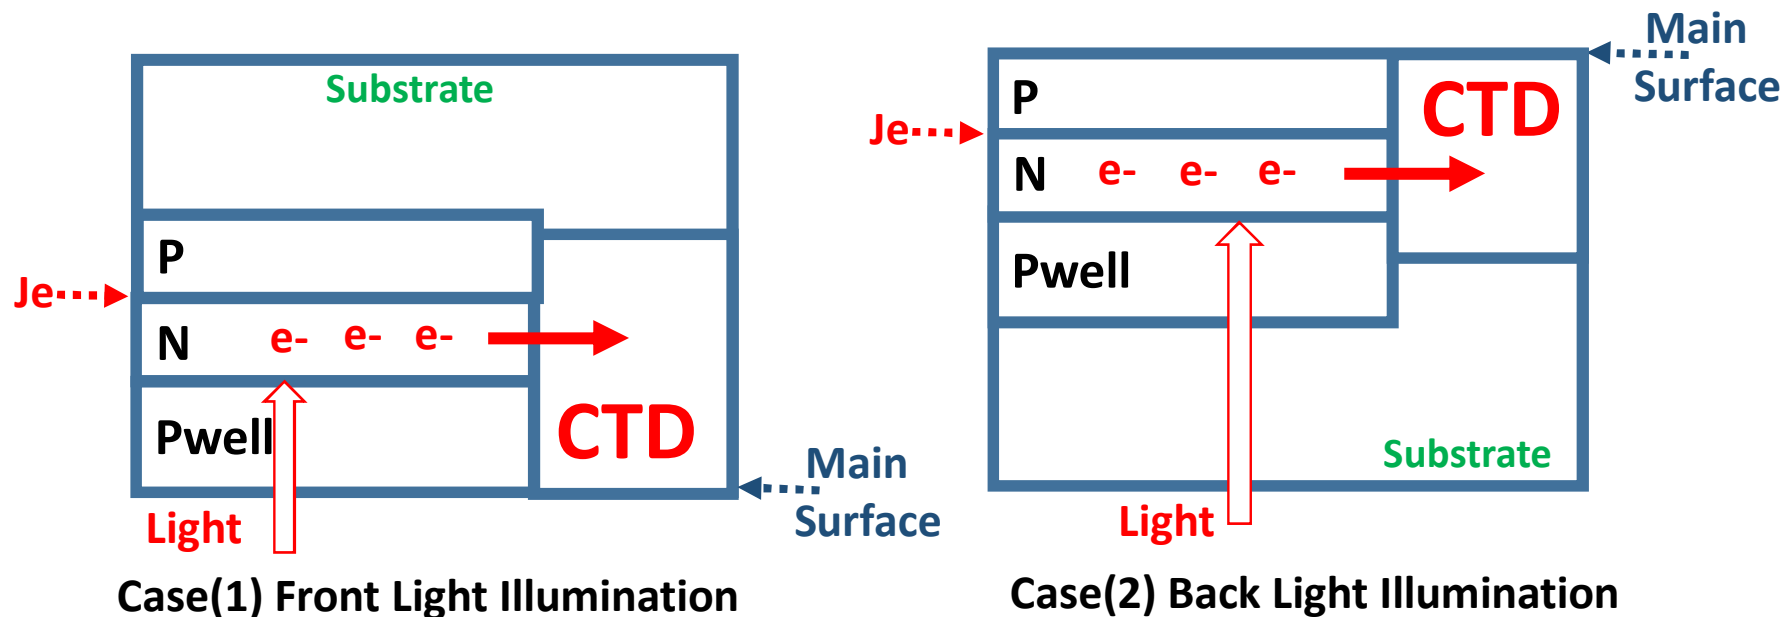 Substrate
P
Je
N e- e- e-
Pwell
CTD
Main
Surface
Light
Case(1) Front Light Illumination
Main
Surface
P
CTD
Je
N e- e- e-
Pwell
Substrate
Light
Case(2) Back Light Illumination